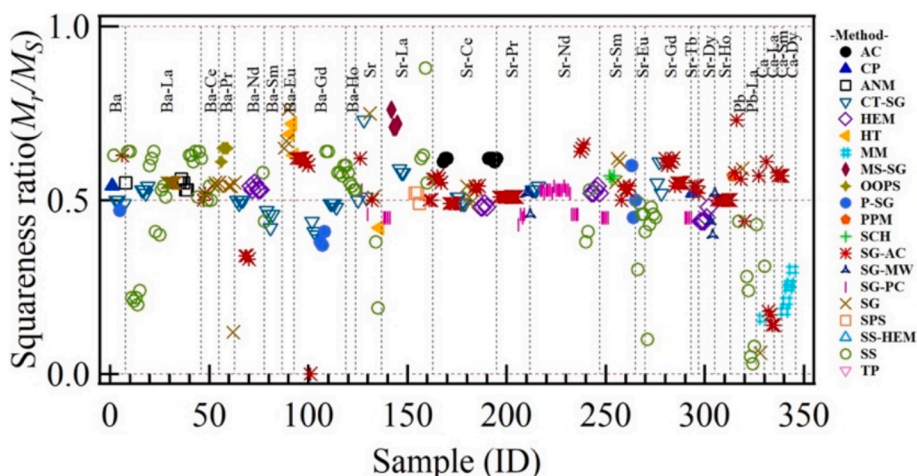 Squareness ratio(Mr/MS)
1.0
0.5
0.0
Ba
Ba-La
Ba-Ce
Ba-Pr
Ba-Nd
Ba-Sm
Ba-Eu
Ba-Gd
Ba-Ho
Sr
Sr-La
Sr-Ce
Sr-Pr
Sr-Nd
Sr-Sm
Sr-Eu
Sr-Gd
Sr-Tb
Sr-Dy
Sr-Ho
Pb
Pb-La
Ca
Ca-La
Ca-Sm
Ca-Dy
0 50 100 150 200 250 300 350
Sample (ID)
-Method-
AC
CP
ANM
CT-SG
HEM
HT
MM
MS-SG
OOPS
P-SG
PPM
SCH
SG-AC
SG-MW
SG-PC
SG
SPS
SS-HEM
SS
TP